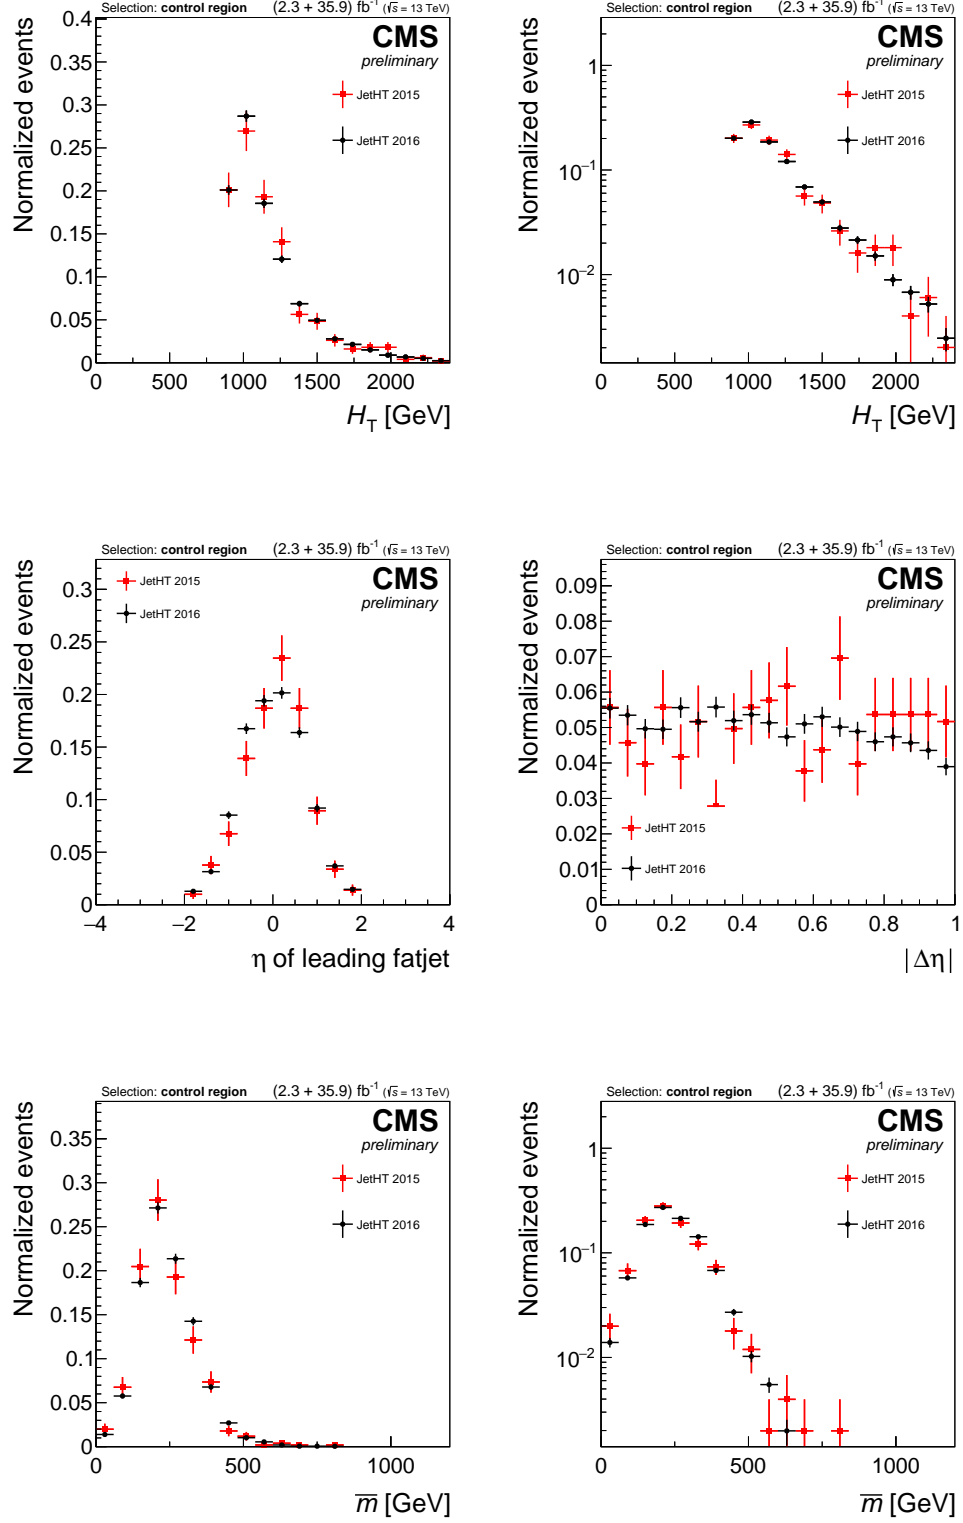 Selection: control region (2.3 + 35.9) fb-1 (√s = 13 TeV)
CMS
preliminary
JetHT 2015
JetHT 2016
Normalized events
0.4
0.35
0.3
0.25
0.2
0.15
0.1
0.05
0
0 500 1000 1500 2000
HT [GeV]
Selection: control region (2.3 + 35.9) fb-1 (√s = 13 TeV)
CMS
preliminary
JetHT 2015
JetHT 2016
Normalized events
1
10−1
10−2
0 500 1000 1500 2000
HT [GeV]
Selection: control region (2.3 + 35.9) fb-1 (√s = 13 TeV)
CMS
preliminary
JetHT 2015
JetHT 2016
Normalized events
0.3
0.25
0.2
0.15
0.1
0.05
0
−4 −2 0 2 4
η of leading fatjet
Selection: control region (2.3 + 35.9) fb-1 (√s = 13 TeV)
CMS
preliminary
Normalized events
0.09
0.08
0.07
0.06
0.05
0.04
0.03
0.02
0.01
0
JetHT 2015
JetHT 2016
0 0.2 0.4 0.6 0.8 1
|Δη|
Selection: control region (2.3 + 35.9) fb-1 (√s = 13 TeV)
CMS
preliminary
JetHT 2015
JetHT 2016
Normalized events
0.35
0.3
0.25
0.2
0.15
0.1
0.05
0
0 500 1000
m̅ [GeV]
Selection: control region (2.3 + 35.9) fb-1 (√s = 13 TeV)
CMS
preliminary
JetHT 2015
JetHT 2016
Normalized events
1
10−1
10−2
0 500 1000
m̅ [GeV]